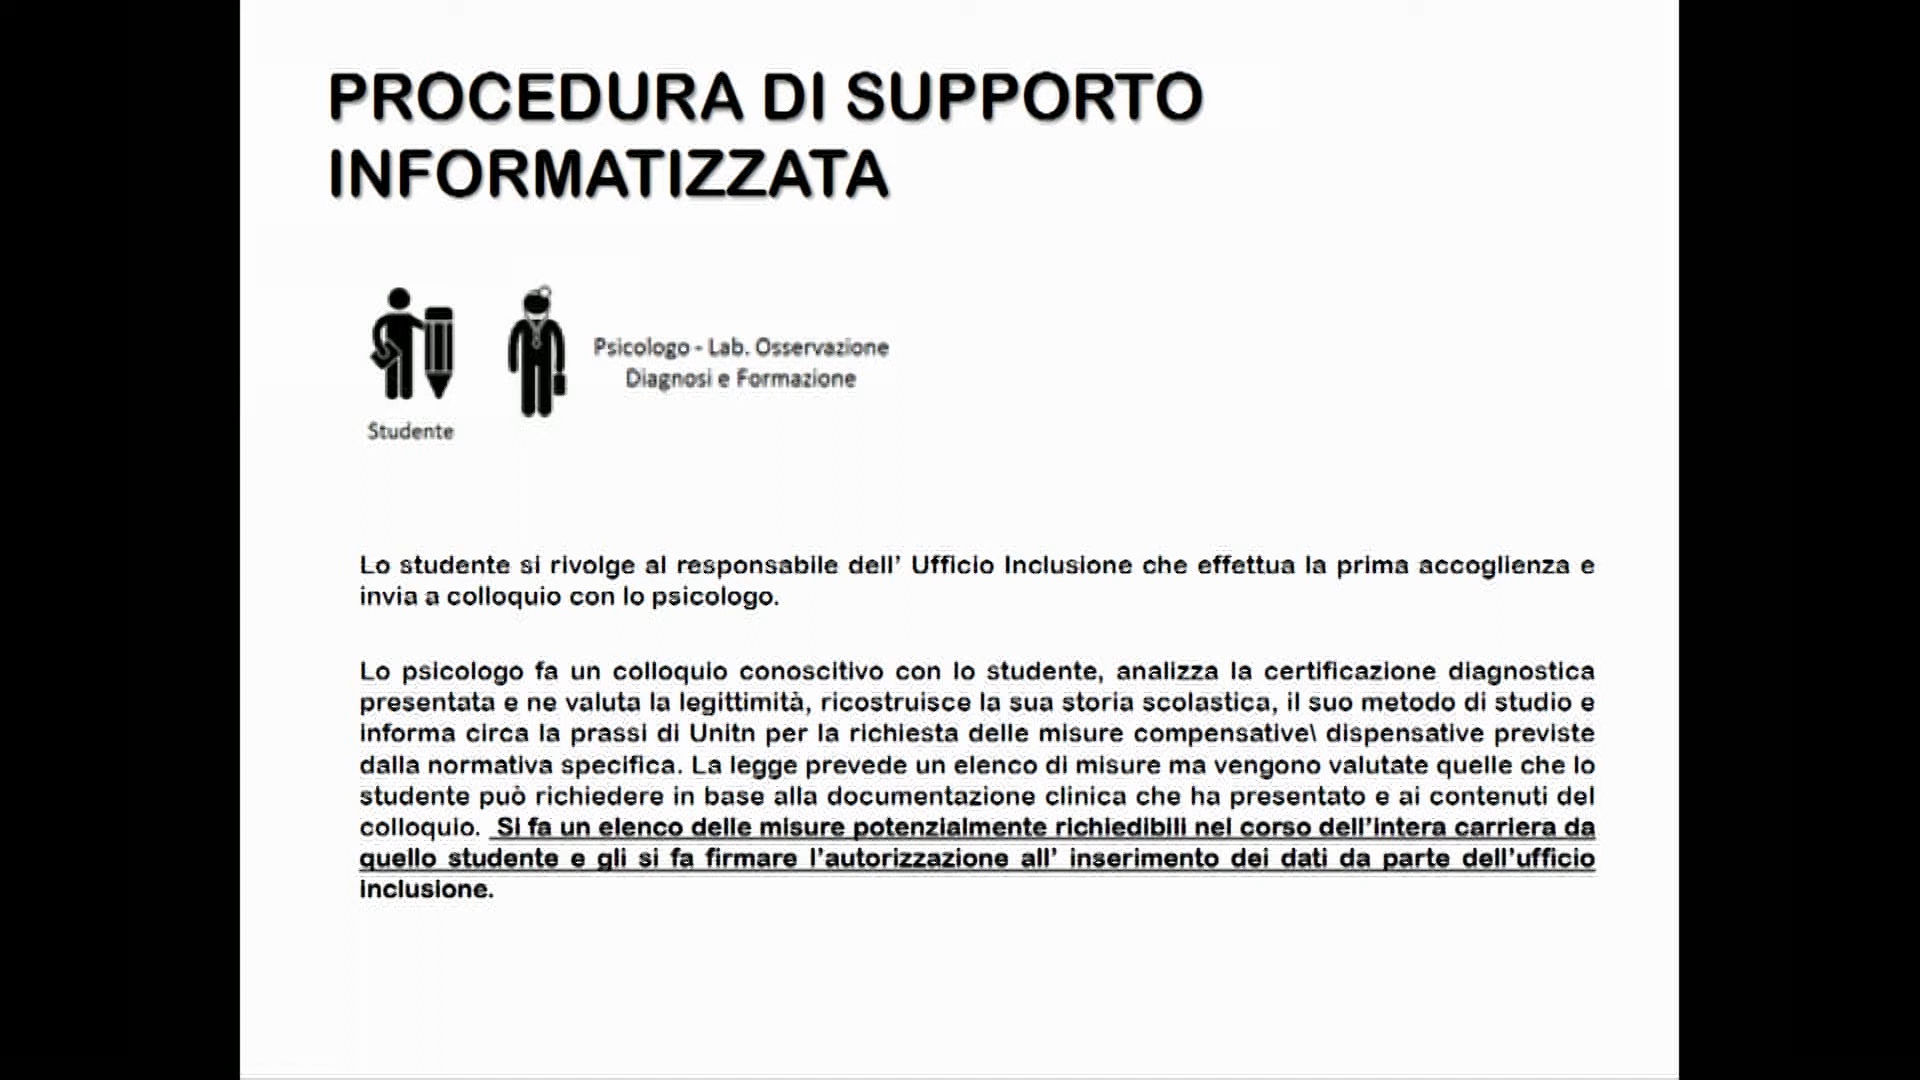 PROCEDURA DI SUPPORTO
INFORMATIZZATA
Psicologo - Lab. Osservazione
Diagnosi e Formazione
Studente
Lo studente si rivolge al responsabile dell’ Ufficio Inclusione che effettua la prima accoglienza e
invia a colloquio con lo psicologo.
Lo psicologo fa un colloquio conoscitivo con lo studente, analizza la certificazione diagnostica
presentata e ne valuta la legittimità, ricostruisce la sua storia scolastica, il suo metodo di studio e
informa circa la prassi di Unitn per la richiesta delle misure compensative\ dispensative previste
dalla normativa specifica. La legge prevede un elenco di misure ma vengono valutate quelle che lo
studente può richiedere in base alla documentazione clinica che ha presentato e ai contenuti del
colloquio. Si fa un elenco delle misure potenzialmente richiedibili nel corso dell’intera carriera da
quello studente e gli si fa firmare l’autorizzazione all’ inserimento dei dati da parte dell’ufficio
inclusione.